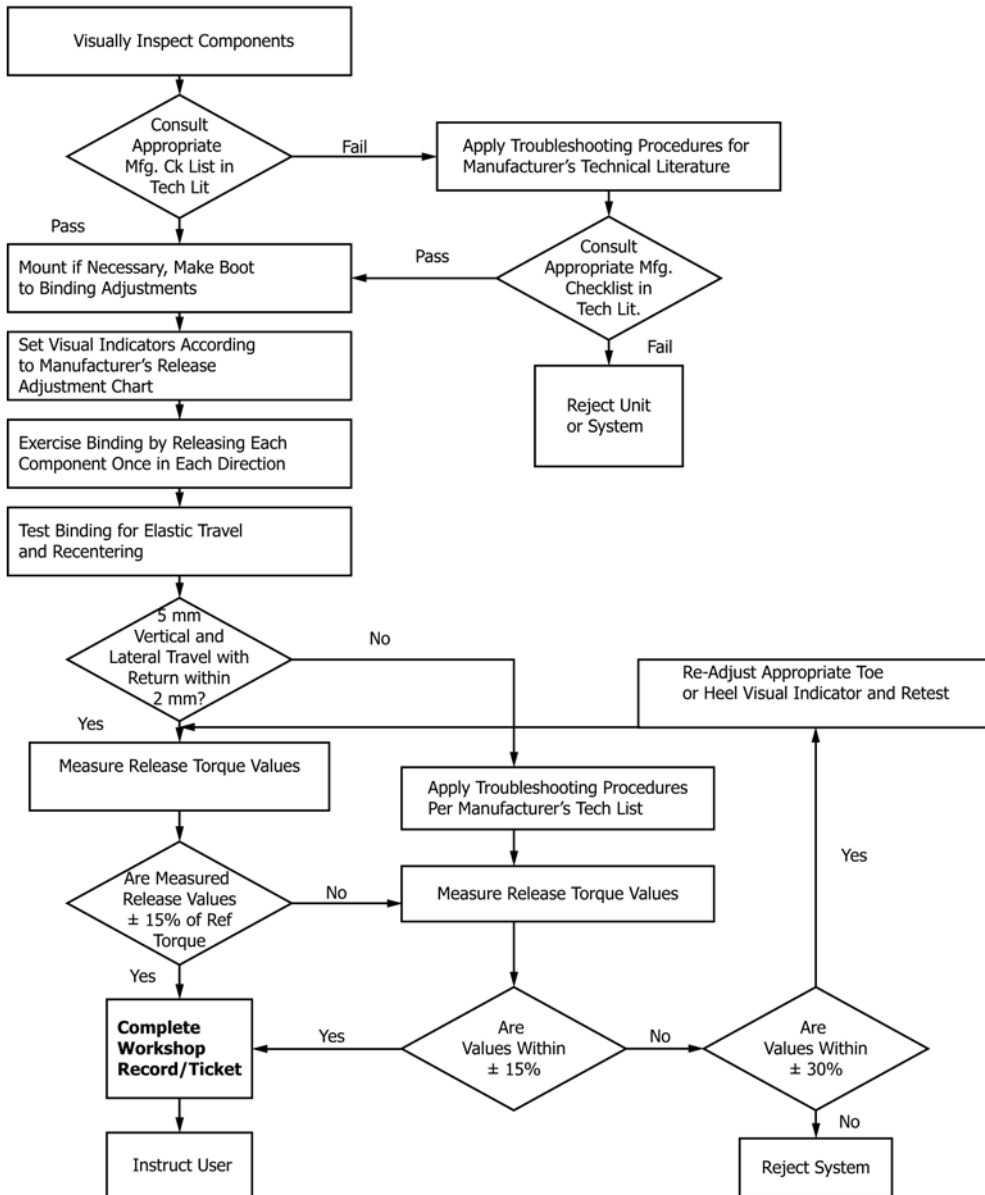 Visually Inspect Components
Consult
Appropriate
Mfg. Ck List in
Tech Lit
Fail
Apply Troubleshooting Procedures for
Manufacturer's Technical Literature
Pass
Mount if Necessary, Make Boot
to Binding Adjustments
Pass
Consult
Appropriate Mfg.
Checklist in
Tech Lit.
Fail
Reject Unit
or System
Set Visual Indicators According
to Manufacturer's Release
Adjustment Chart
Exercise Binding by Releasing Each
Component Once in Each Direction
Test Binding for Elastic Travel
and Recentering
5 mm
Vertical and
Lateral Travel with
Return within
2 mm?
No
Yes
Re-Adjust Appropriate Toe
or Heel Visual Indicator and Retest
Measure Release Torque Values
Apply Troubleshooting Procedures
Per Manufacturer's Tech List
Yes
Are Measured
Release Values
± 15% of Ref
Torque
No
Measure Release Torque Values
Yes
Complete
Workshop
Record/Ticket
Yes
Are
Values Within
± 15%
No
Are
Values Within
± 30%
No
Instruct User
Reject System